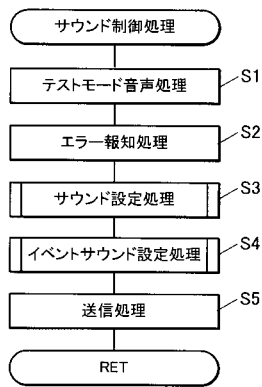 サウンド制御処理
テストモード音声処理
S1
エラー報知処理
S2
サウンド設定処理
S3
イベントサウンド設定処理
S4
送信処理
S5
RET